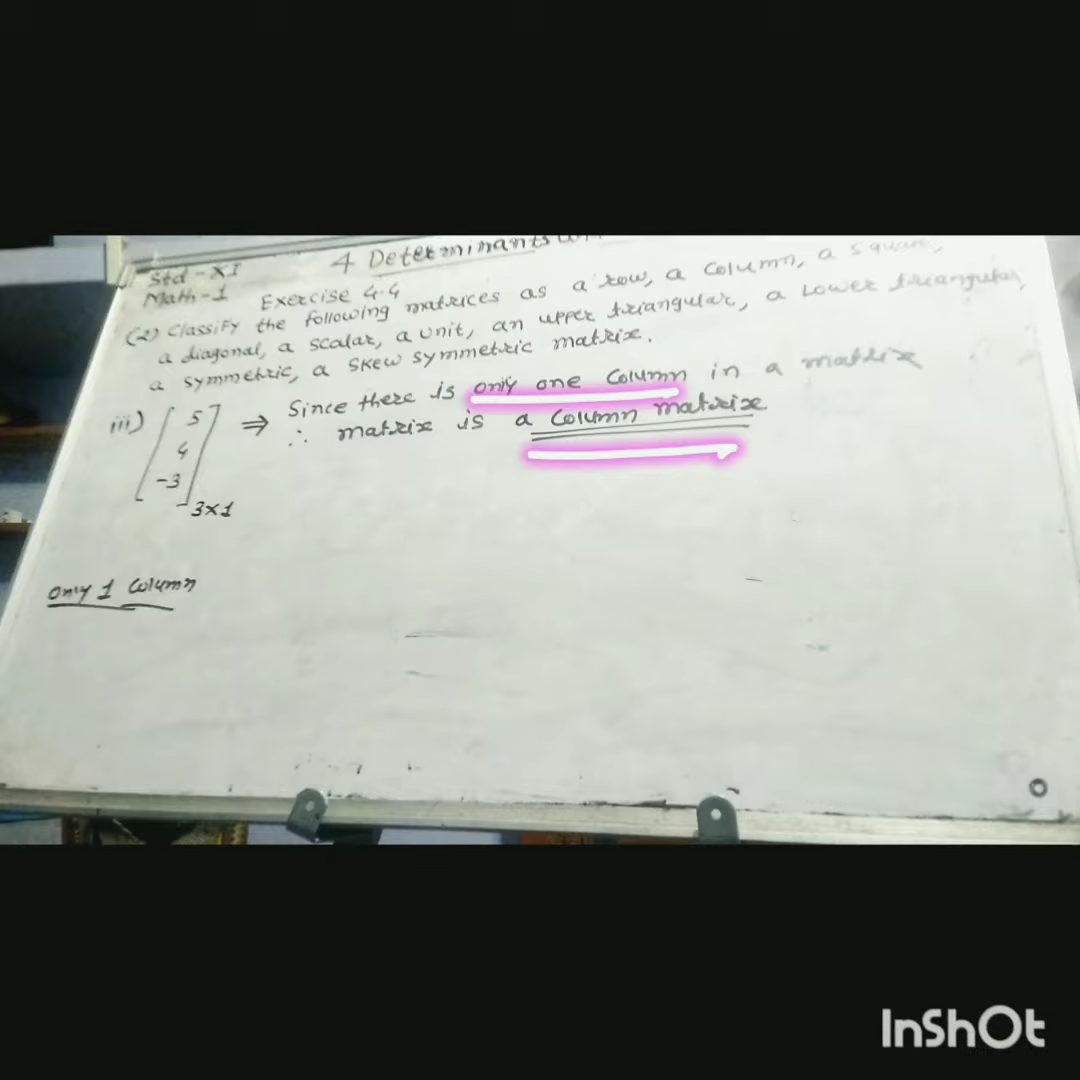 Std - XI
4 Determinants
Math - 1 Exercise 4.4
(2) Classify the following matrices as a row, a column, a square,
a diagonal, a scalar, a unit, an upper triangular, a lower triangular,
a symmetric, a skew symmetric matrix.
iii) [ 5 ⇒ Since there is only one column in a matrix
4 ∴ matrix is a column matrix.
-3 ] 3×1
only 1 column
InShOt